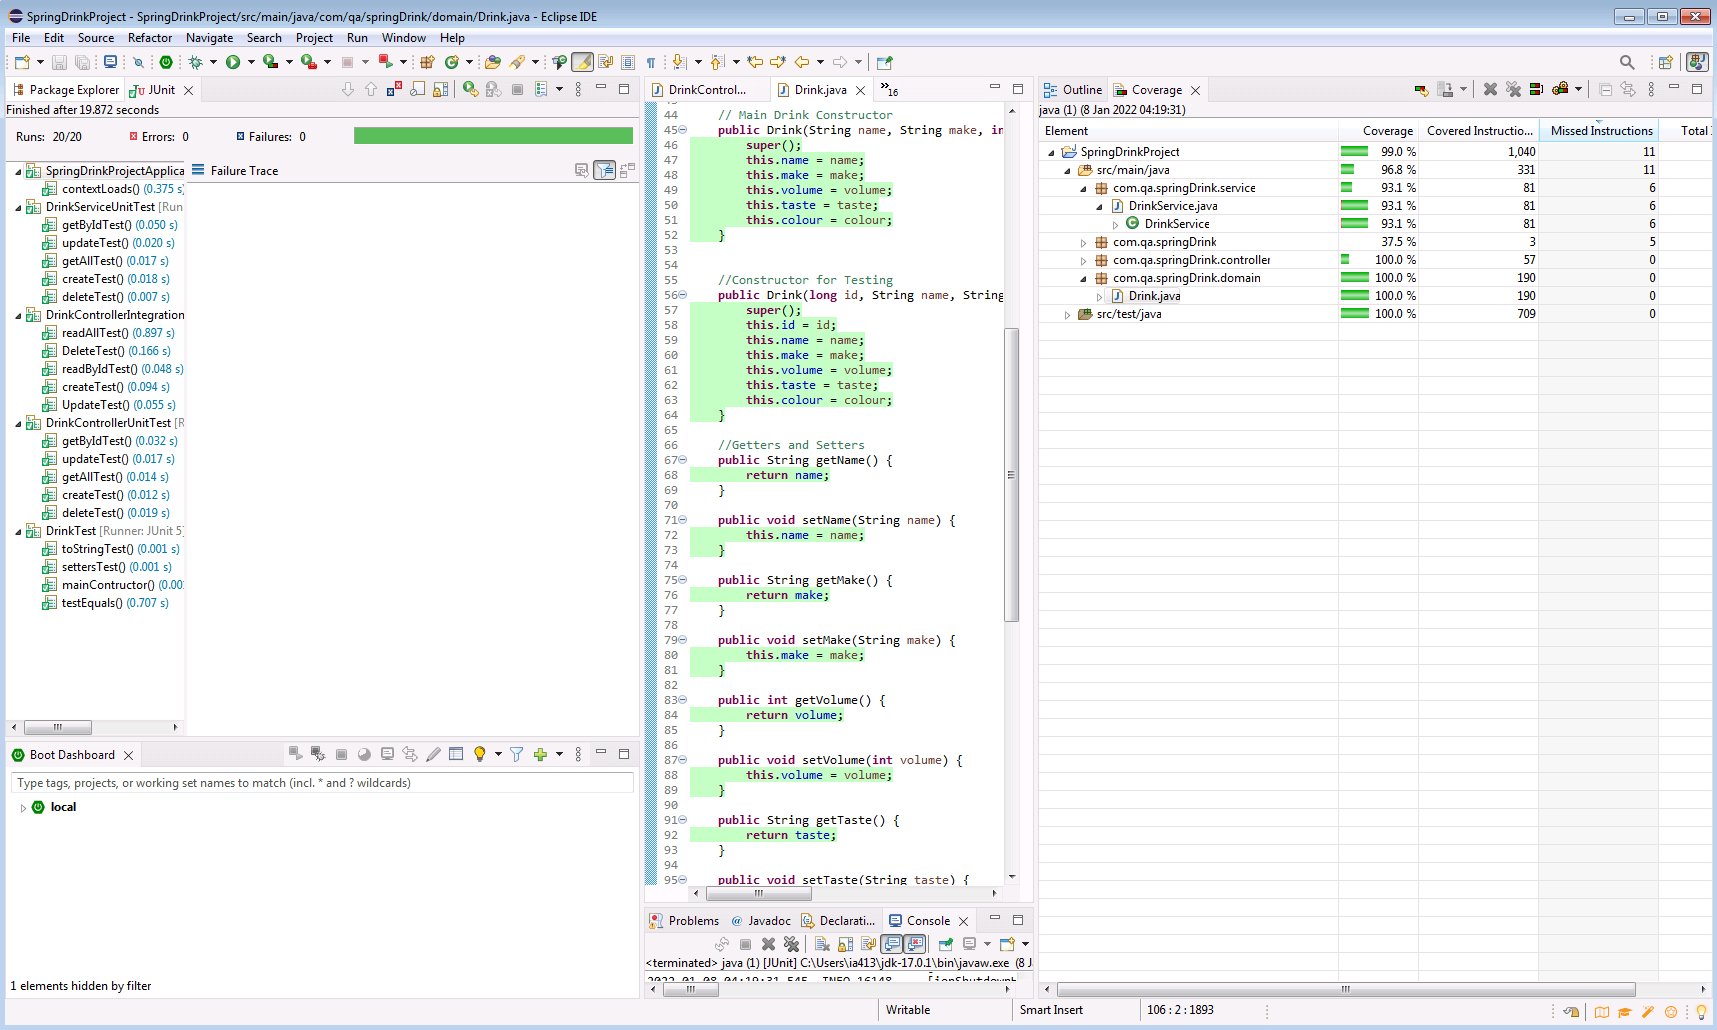 SpringDrinkProject - SpringDrinkProject/src/main/java/com/qa/springDrink/domain/Drink.java - Eclipse IDE
File Edit Source Refactor Navigate Search Project Run Window Help
Package Explorer JUnit
Finished after 19.872 seconds
Runs: 20/20 Errors: 0 Failures: 0
SpringDrinkProjectApplica
contextLoads() (0.375 s)
DrinkServiceUnitTest [Run
getByIdTest() (0.050 s)
updateTest() (0.020 s)
getAllTest() (0.017 s)
createTest() (0.018 s)
deleteTest() (0.007 s)
DrinkControllerIntegration
readAllTest() (0.897 s)
DeleteTest() (0.166 s)
readByIdTest() (0.048 s)
createTest() (0.094 s)
UpdateTest() (0.055 s)
DrinkControllerUnitTest [R
getByIdTest() (0.032 s)
updateTest() (0.017 s)
getAllTest() (0.014 s)
createTest() (0.012 s)
deleteTest() (0.019 s)
DrinkTest [Runner: JUnit 5]
toStringTest() (0.001 s)
settersTest() (0.001 s)
mainContructor() (0.00
testEquals() (0.707 s)
Failure Trace
Boot Dashboard
Type tags, projects, or working set names to match (incl. * and ? wildcards)
local
1 elements hidden by filter
DrinkControl... Drink.java »16
44 // Main Drink Constructor
45 public Drink(String name, String make, in
46 super();
47 this.name = name;
48 this.make = make;
49 this.volume = volume;
50 this.taste = taste;
51 this.colour = colour;
52 }
53
54
55 //Constructor for Testing
56 public Drink(long id, String name, String
57 super();
58 this.id = id;
59 this.name = name;
60 this.make = make;
61 this.volume = volume;
62 this.taste = taste;
63 this.colour = colour;
64 }
65
66 //Getters and Setters
67 public String getName() {
68 return name;
69 }
70
71 public void setName(String name) {
72 this.name = name;
73 }
74
75 public String getMake() {
76 return make;
77 }
78
79 public void setMake(String make) {
80 this.make = make;
81 }
82
83 public int getVolume() {
84 return volume;
85 }
86
87 public void setVolume(int volume) {
88 this.volume = volume;
89 }
90
91 public String getTaste() {
92 return taste;
93 }
94
95 public void setTaste(String taste) {
Problems @ Javadoc Declarati... Console
<terminated> java (1) [JUnit] C:\Users\ia413\jdk-17.0.1\bin\javaw.exe (8 J
2022-01-08 04:19:31.545 INFO 16148 [ionShutdownH
Outline Coverage
java (1) (8 Jan 2022 04:19:31)
Element Coverage Covered Instructio... Missed Instructions Total I
SpringDrinkProject 99.0 % 1,040 11
src/main/java 96.8 % 331 11
com.qa.springDrink.service 93.1 % 81 6
DrinkService.java 93.1 % 81 6
DrinkService 93.1 % 81 6
com.qa.springDrink 37.5 % 3 5
com.qa.springDrink.controller 100.0 % 57 0
com.qa.springDrink.domain 100.0 % 190 0
Drink.java 100.0 % 190 0
src/test/java 100.0 % 709 0
Writable Smart Insert 106 : 2 : 1893